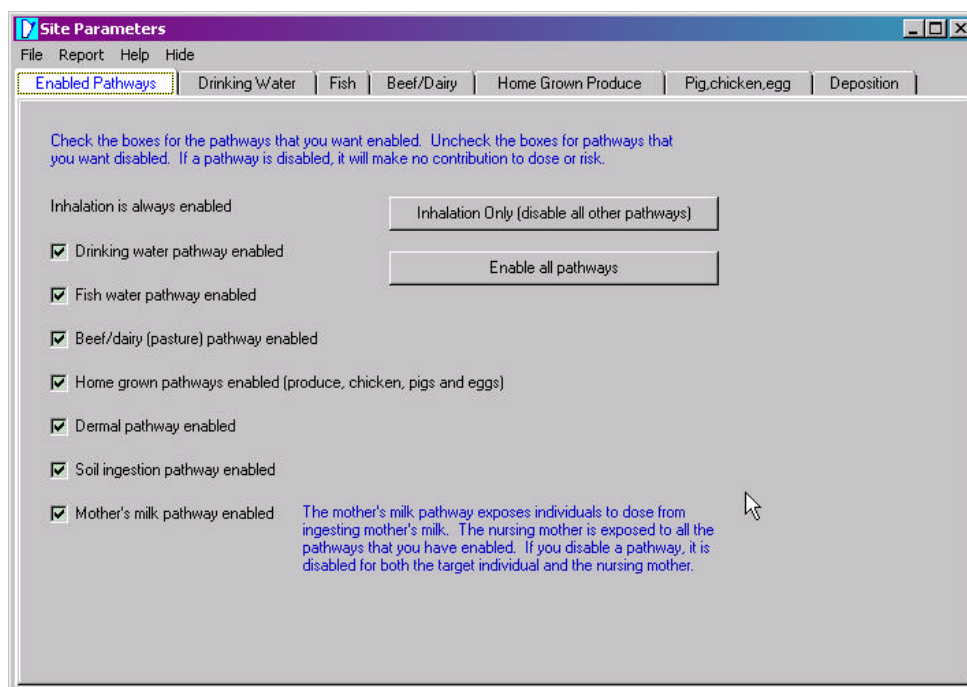 Site Parameters
File Report Help Hide
Enabled Pathways Drinking Water Fish Beef/Dairy Home Grown Produce Pig,chicken,egg Deposition
Check the boxes for the pathways that you want enabled. Uncheck the boxes for pathways that
you want disabled. If a pathway is disabled, it will make no contribution to dose or risk.
Inhalation is always enabled
Inhalation Only (disable all other pathways)
Drinking water pathway enabled
Enable all pathways
Fish water pathway enabled
Beef/dairy (pasture) pathway enabled
Home grown pathways enabled (produce, chicken, pigs and eggs)
Dermal pathway enabled
Soil ingestion pathway enabled
Mother's milk pathway enabled
The mother's milk pathway exposes individuals to dose from
ingesting mother's milk. The nursing mother is exposed to all the
pathways that you have enabled. If you disable a pathway, it is
disabled for both the target individual and the nursing mother.